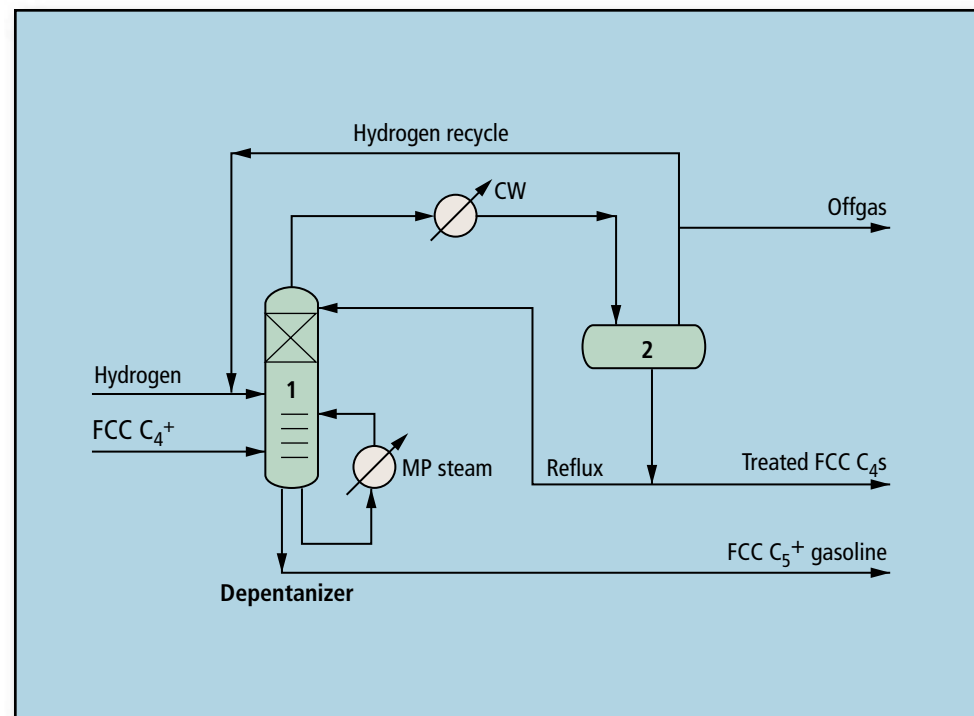 Hydrogen recycle
CW
Offgas
2
Hydrogen
1
FCC C₄⁺
MP steam
Reflux
Treated FCC C₄s
FCC C₅⁺ gasoline
Depentanizer